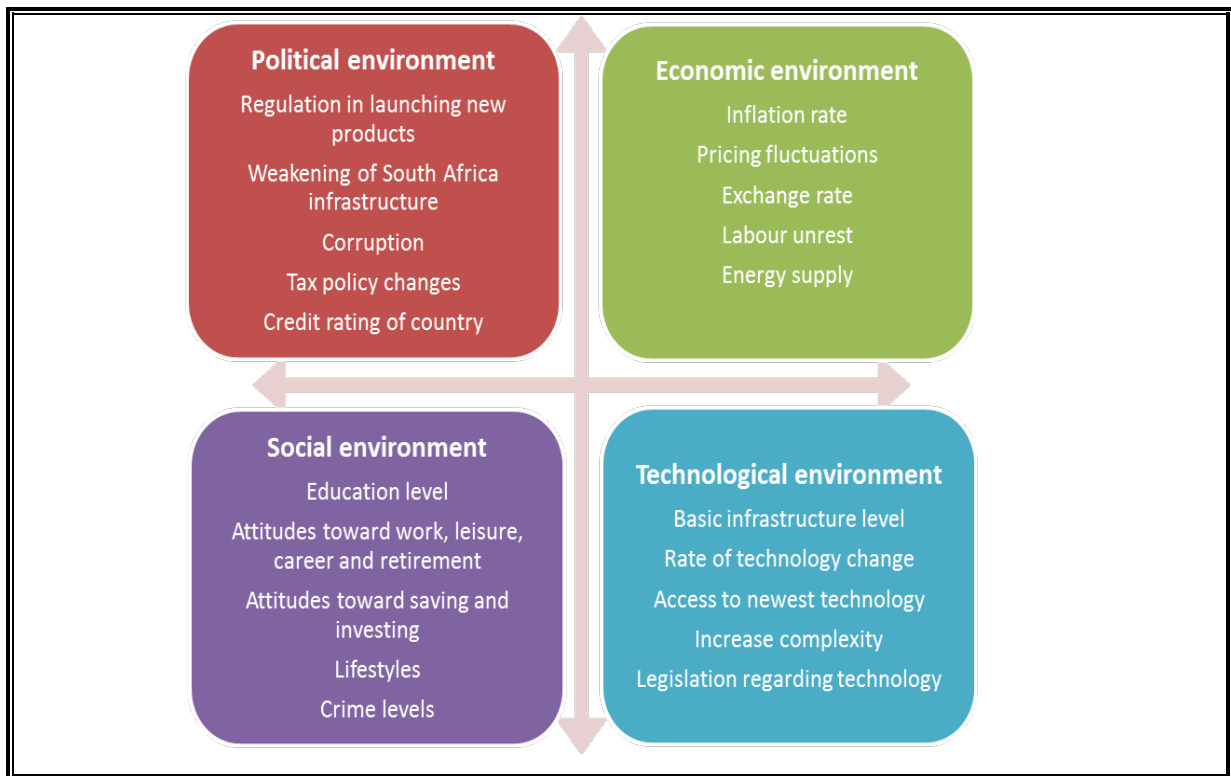 Political environment
Regulation in launching new
products
Weakening of South Africa
infrastructure
Corruption
Tax policy changes
Credit rating of country
Economic environment
Inflation rate
Pricing fluctuations
Exchange rate
Labour unrest
Energy supply
Social environment
Education level
Attitudes toward work, leisure,
career and retirement
Attitudes toward saving and
investing
Lifestyles
Crime levels
Technological environment
Basic infrastructure level
Rate of technology change
Access to newest technology
Increase complexity
Legislation regarding technology